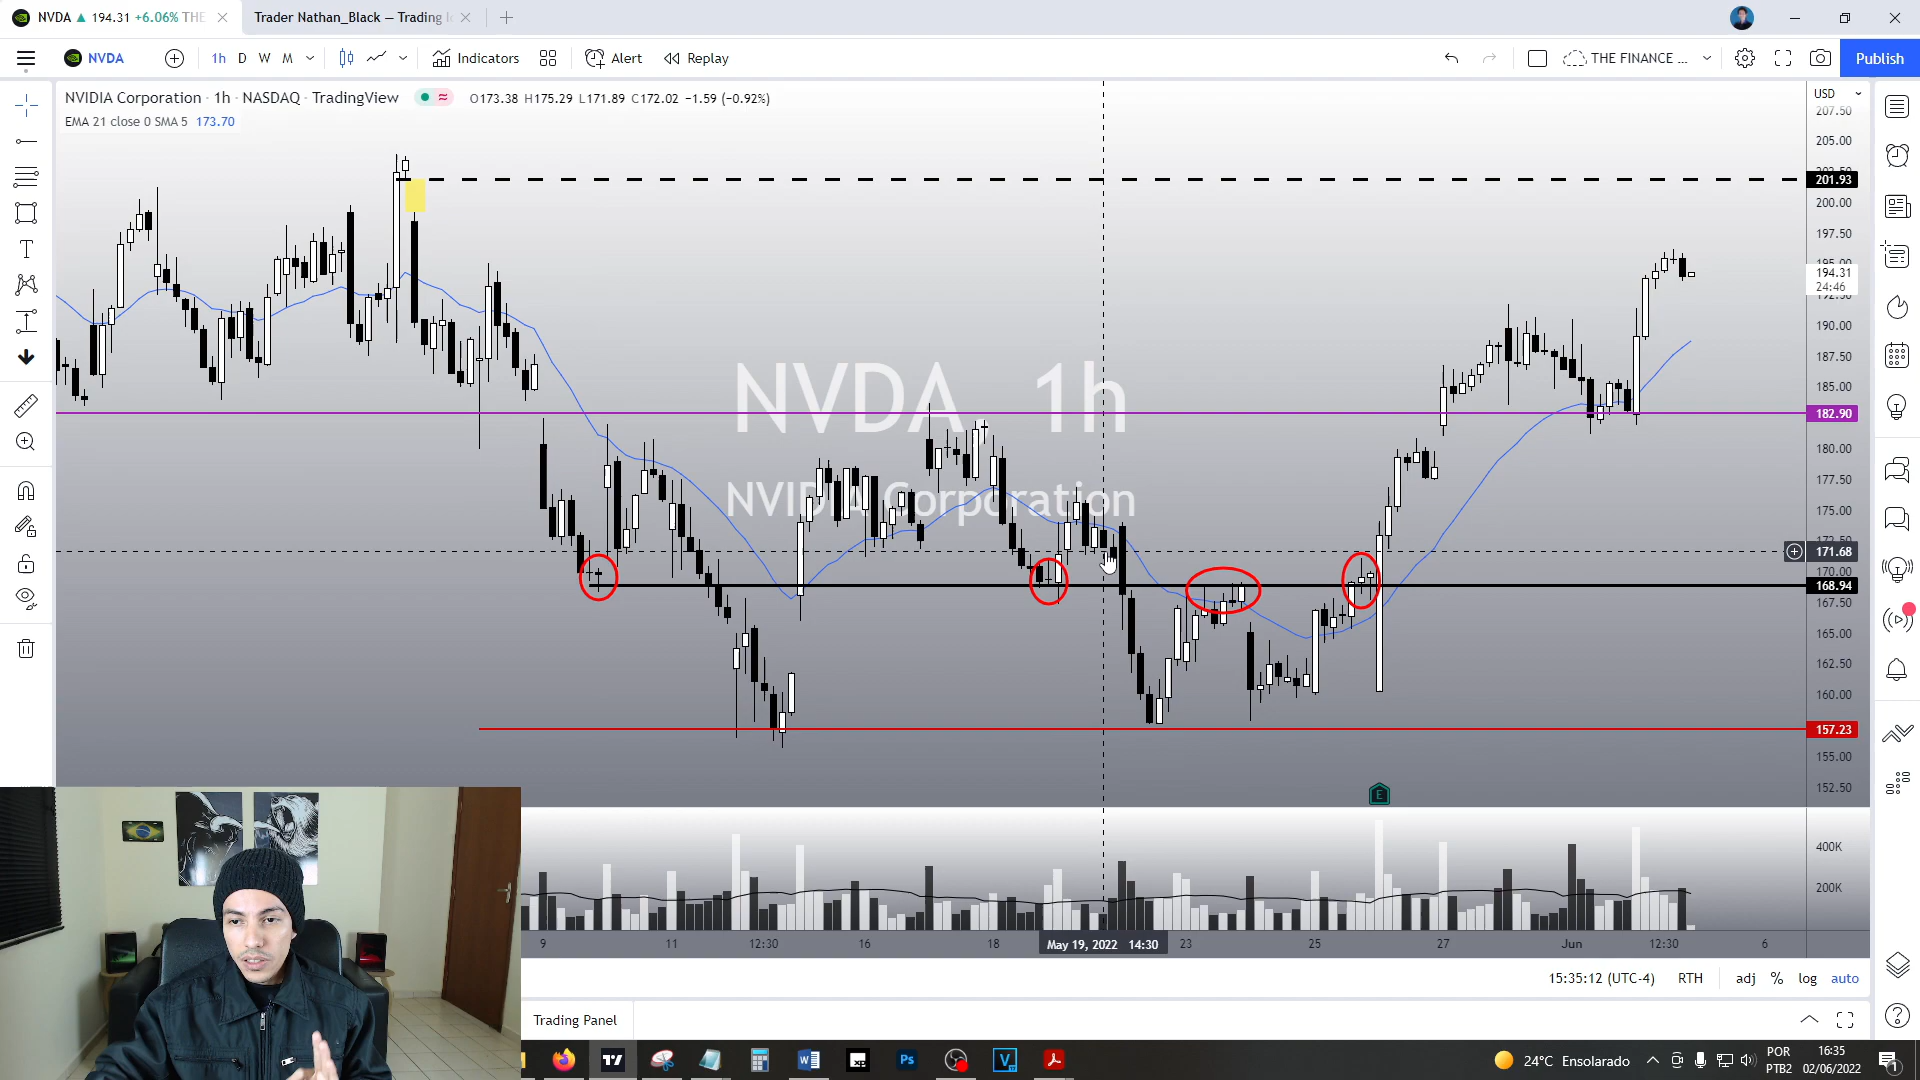 NVDA ▲ 194.31 +6.06% THE
Trader Nathan_Black — Trading I
NVDA
1h
D
W
M
Indicators
Alert
Replay
THE FINANCE ...
Publish
NVIDIA Corporation · 1h · NASDAQ · TradingView
O173.38 H175.29 L171.89 C172.02 −1.59 (−0.92%)
EMA 21 close 0 SMA 5 173.70
USD
207.50
205.00
201.93
200.00
197.50
195.00
194.31
24:46
192.50
190.00
187.50
185.00
182.90
180.00
177.50
175.00
171.68
170.00
168.94
167.50
165.00
162.50
160.00
157.23
155.00
152.50
NVDA, 1h
NVIDIA Corporation
E
400K
200K
9
11
12:30
16
18
May 19, 2022 14:30
23
25
27
Jun
12:30
6
15:35:12 (UTC-4)
RTH
adj
%
log
auto
Trading Panel
24°C Ensolarado
POR
PTB2
16:35
02/06/2022